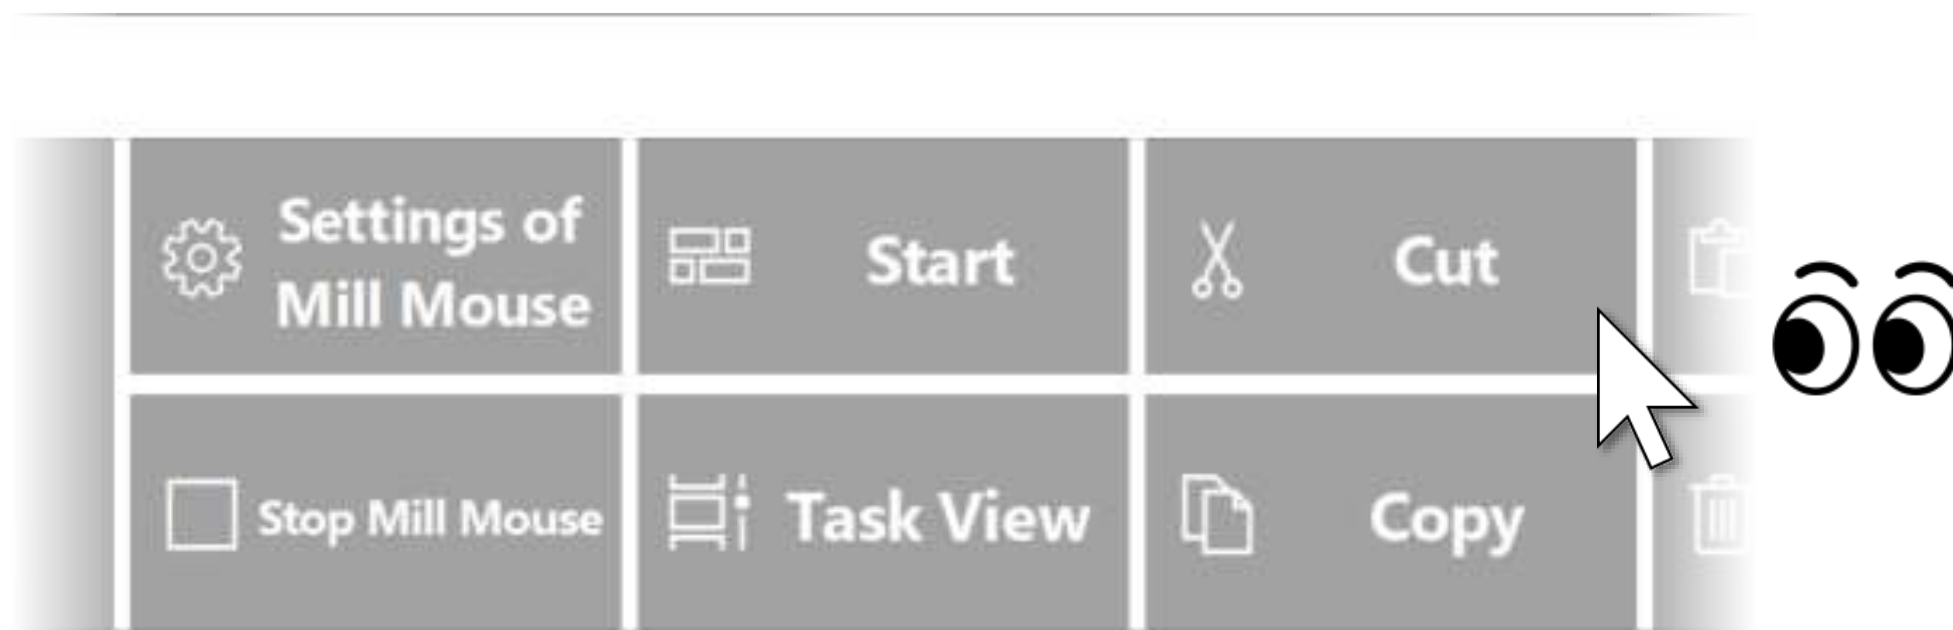 Settings of
Mill Mouse
Start
Cut
Stop Mill Mouse
Task View
Copy